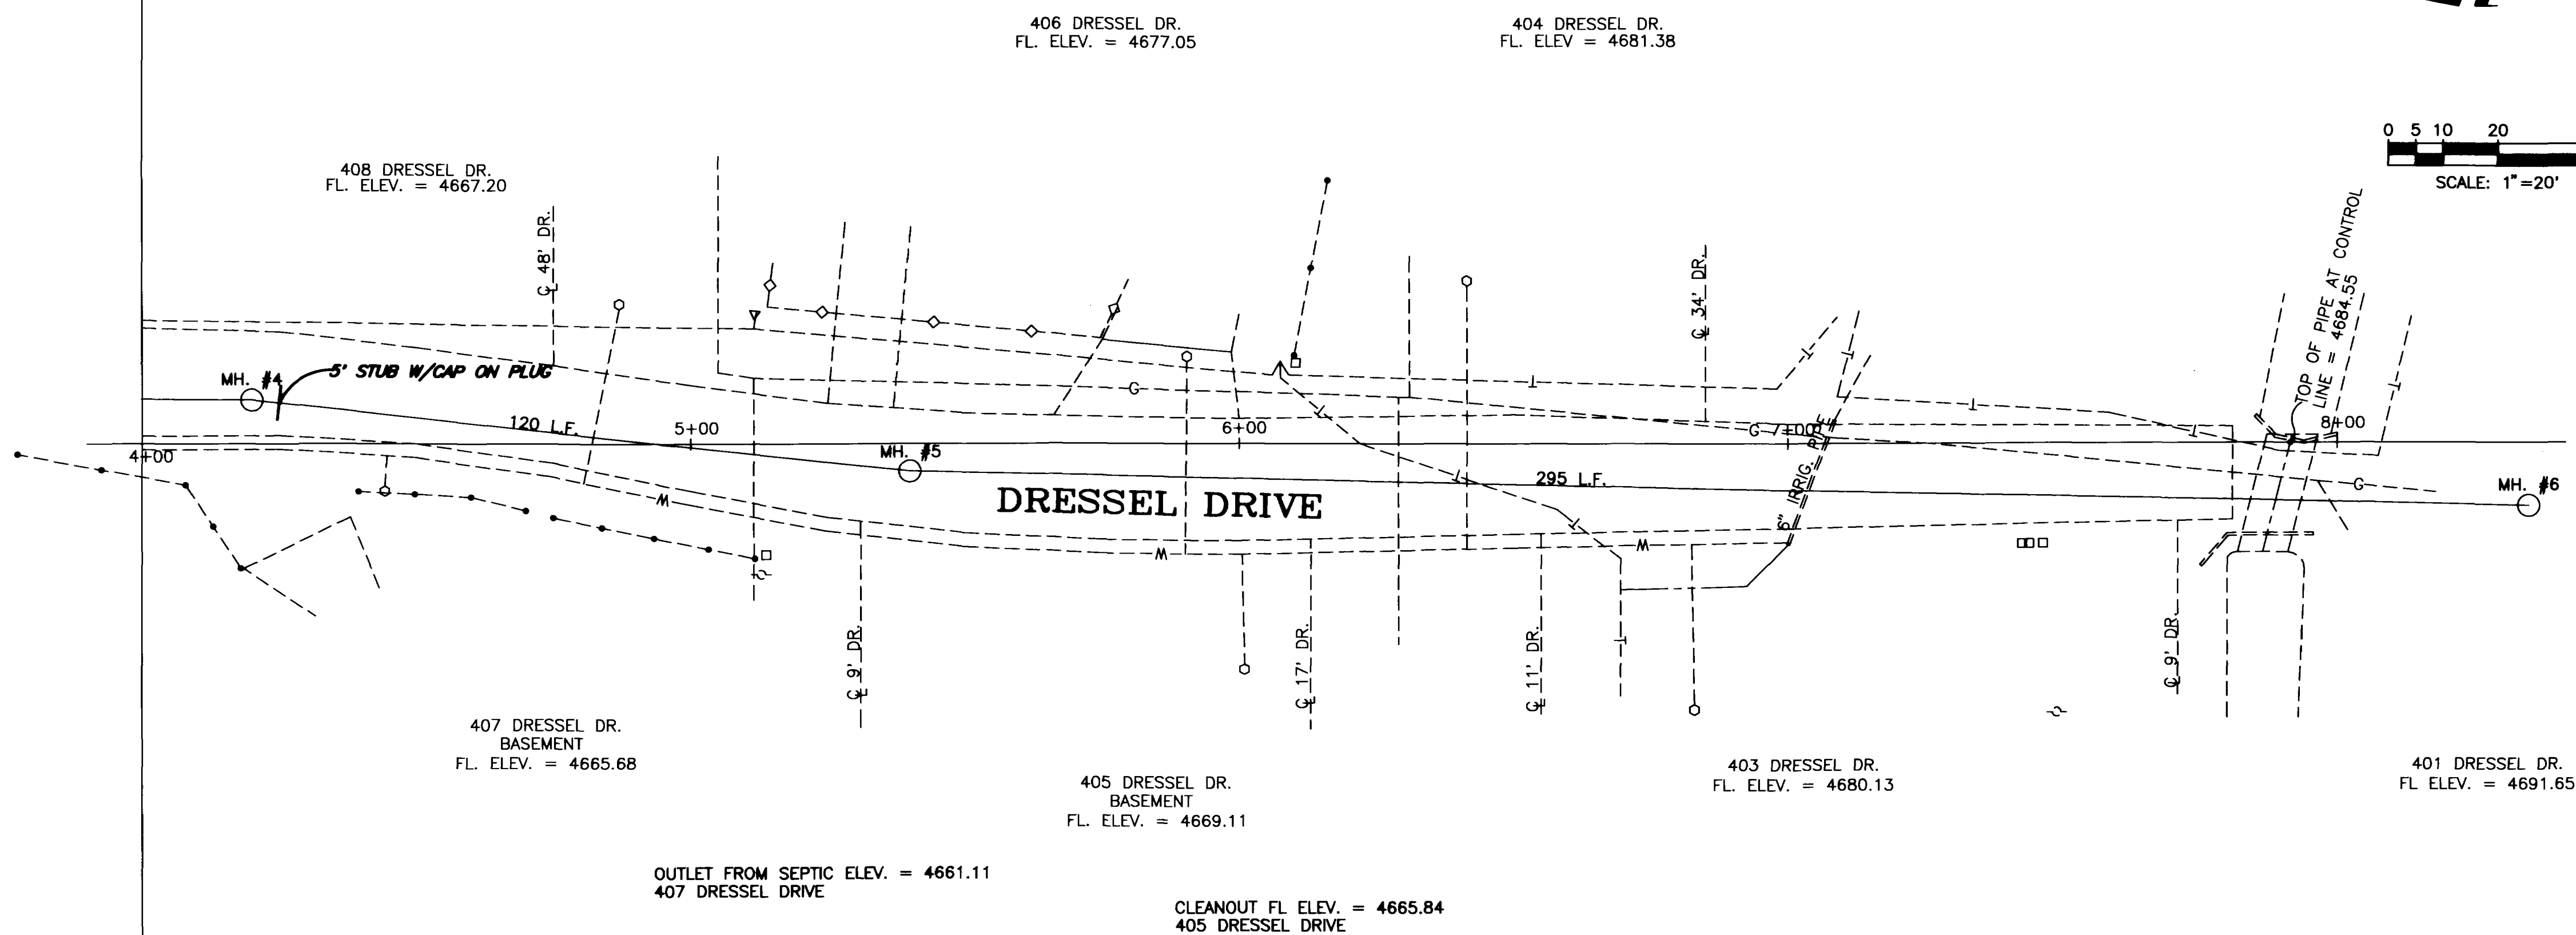 406 DRESSEL DR.
FL. ELEV. = 4677.05
404 DRESSEL DR.
FL. ELEV = 4681.38
0 5 10 20
SCALE: 1"=20'
408 DRESSEL DR.
FL. ELEV. = 4667.20
℄ 48' DR.
℄ 34' DR.
TOP OF PIPE AT CONTROL
LINE = 4684.55
MH. #4
5' STUB W/CAP ON PLUG
G
120 L.F.
5+00
6+00
G
7+00
8+00
4+00
MH. #5
295 L.F.
6" IRRIG. PIPE
G
MH. #6
W
DRESSEL DRIVE
W
W
℄ 9' DR.
℄ 17' DR.
℄ 11' DR.
℄ 9' DR.
407 DRESSEL DR.
BASEMENT
FL. ELEV. = 4665.68
405 DRESSEL DR.
BASEMENT
FL. ELEV. = 4669.11
403 DRESSEL DR.
FL. ELEV. = 4680.13
401 DRESSEL DR.
FL ELEV. = 4691.65
OUTLET FROM SEPTIC ELEV. = 4661.11
407 DRESSEL DRIVE
CLEANOUT FL ELEV. = 4665.84
405 DRESSEL DRIVE